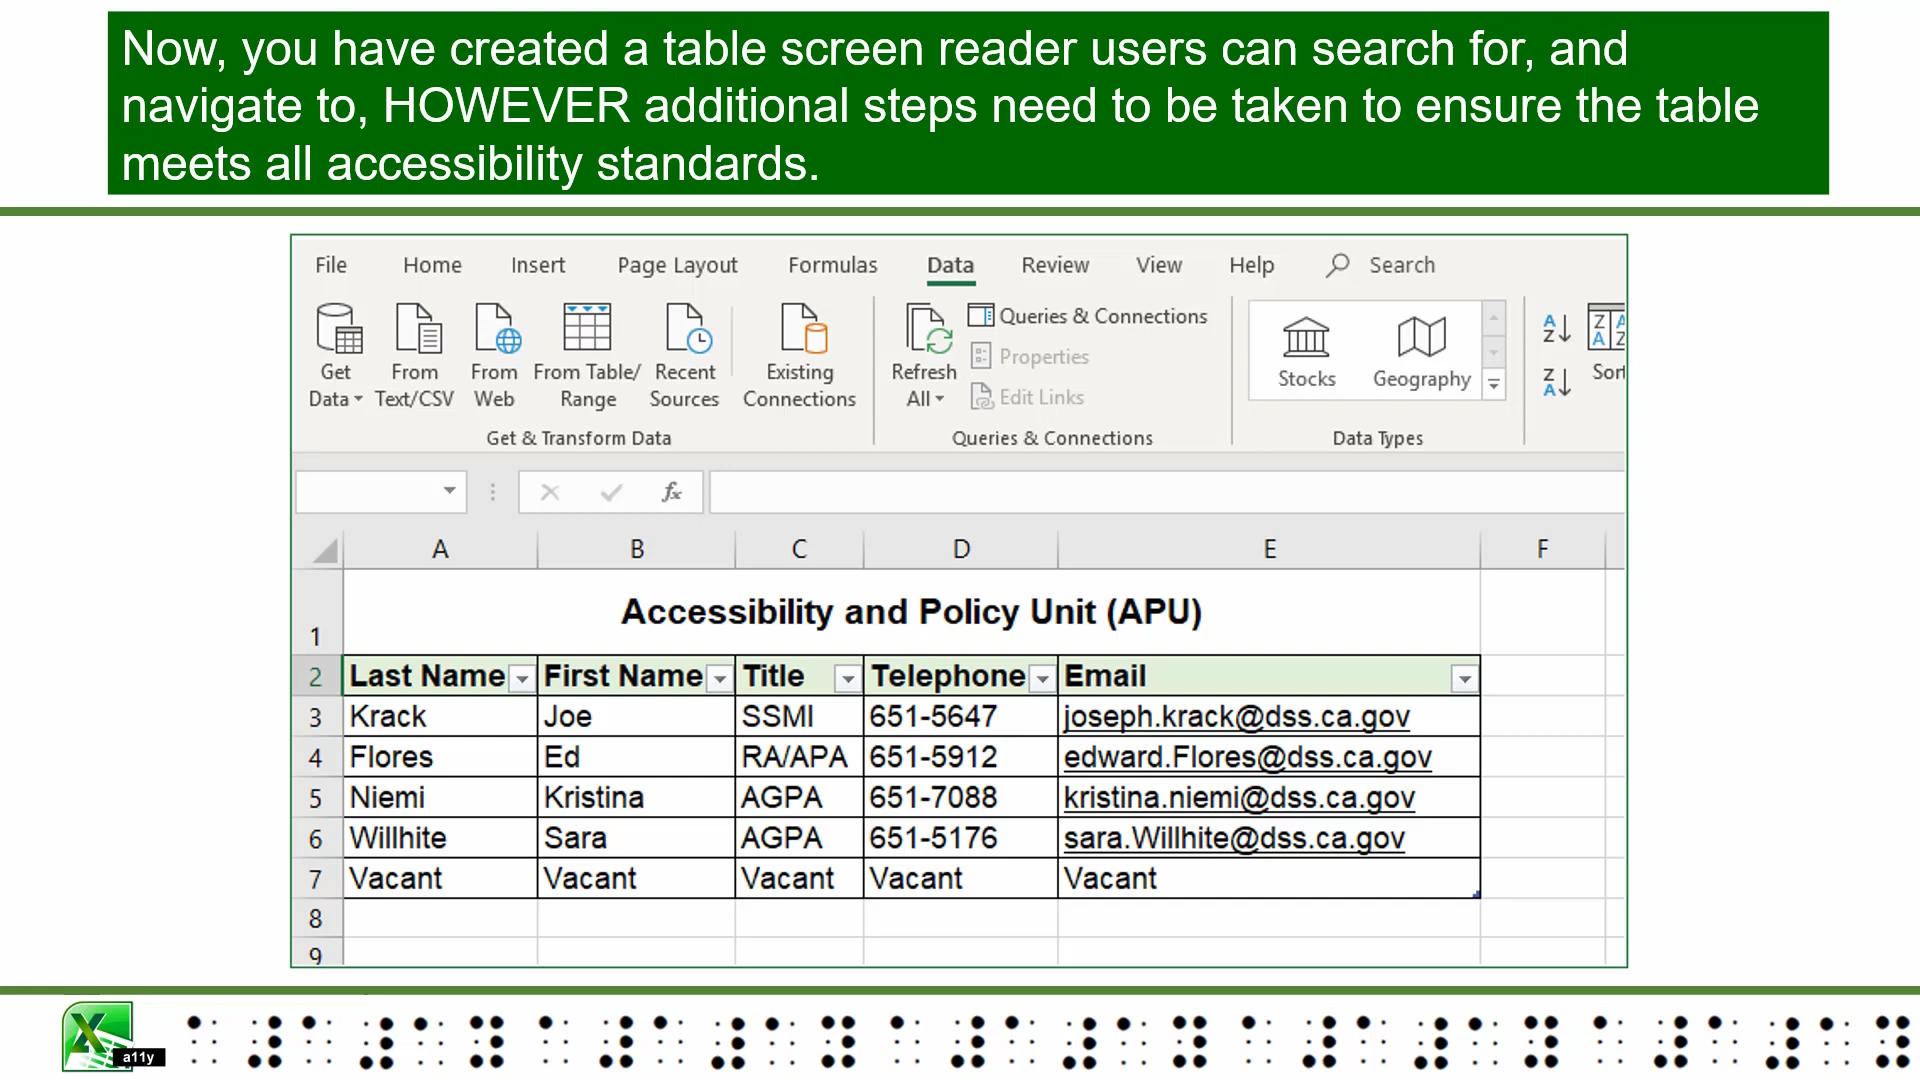 Now, you have created a table screen reader users can search for, and
navigate to, HOWEVER additional steps need to be taken to ensure the table
meets all accessibility standards.
File Home Insert Page Layout Formulas Data Review View Help Search
Get Data From Text/CSV From Web From Table/ Range Recent Sources Existing Connections Refresh All Queries & Connections Properties Edit Links Stocks Geography Sort
Get & Transform Data Queries & Connections Data Types
fx
A B C D E F
1 Accessibility and Policy Unit (APU)
2 Last Name First Name Title Telephone Email
3 Krack Joe SSMI 651-5647 joseph.krack@dss.ca.gov
4 Flores Ed RA/APA 651-5912 edward.Flores@dss.ca.gov
5 Niemi Kristina AGPA 651-7088 kristina.niemi@dss.ca.gov
6 Willhite Sara AGPA 651-5176 sara.Willhite@dss.ca.gov
7 Vacant Vacant Vacant Vacant Vacant
8
9
a11y